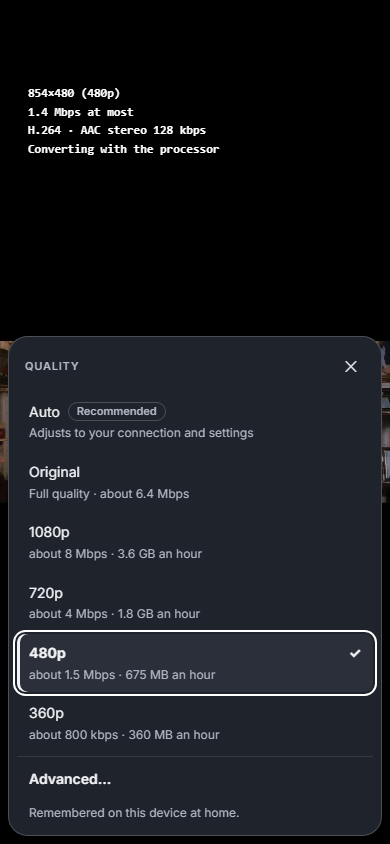 854×480 (480p)
1.4 Mbps at most
H.264 · AAC stereo 128 kbps
Converting with the processor
QUALITY
Auto Recommended
Adjusts to your connection and settings
Original
Full quality · about 6.4 Mbps
1080p
about 8 Mbps · 3.6 GB an hour
720p
about 4 Mbps · 1.8 GB an hour
480p
about 1.5 Mbps · 675 MB an hour
360p
about 800 kbps · 360 MB an hour
Advanced...
Remembered on this device at home.